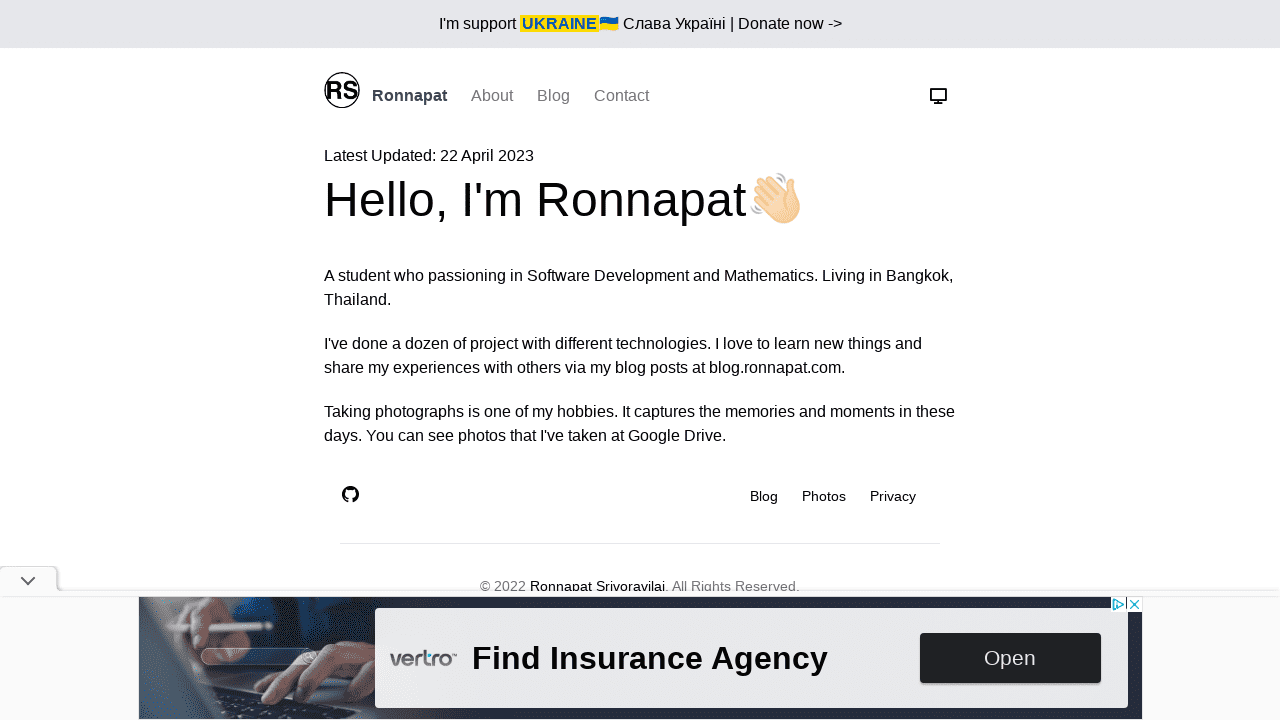 I'm support UKRAINE🇺🇦 Слава Україні | Donate now ->
RS
Ronnapat About Blog Contact
Latest Updated: 22 April 2023
Hello, I'm Ronnapat👋🏻
A student who passioning in Software Development and Mathematics. Living in Bangkok,
Thailand.
I've done a dozen of project with different technologies. I love to learn new things and
share my experiences with others via my blog posts at blog.ronnapat.com.
Taking photographs is one of my hobbies. It captures the memories and moments in these
days. You can see photos that I've taken at Google Drive.
Blog Photos Privacy
© 2022 Ronnapat Srivoravilai. All Rights Reserved.
vertro™
Find Insurance Agency
Open